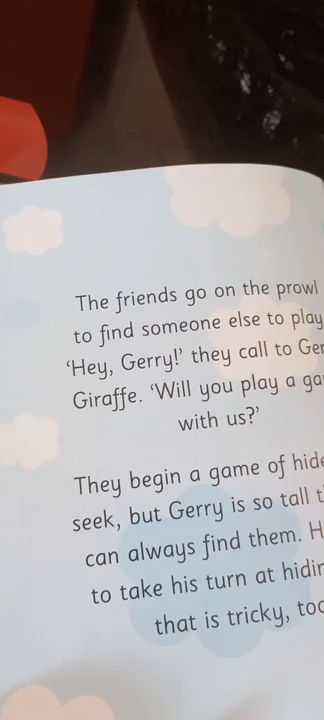 The friends go on the prowl
to find someone else to play
‘Hey, Gerry!’ they call to
Giraffe. ‘Will you play a
with us?’
They begin a game of
seek, but Gerry is so tall
can always find them.
to take his turn at
that is tricky,